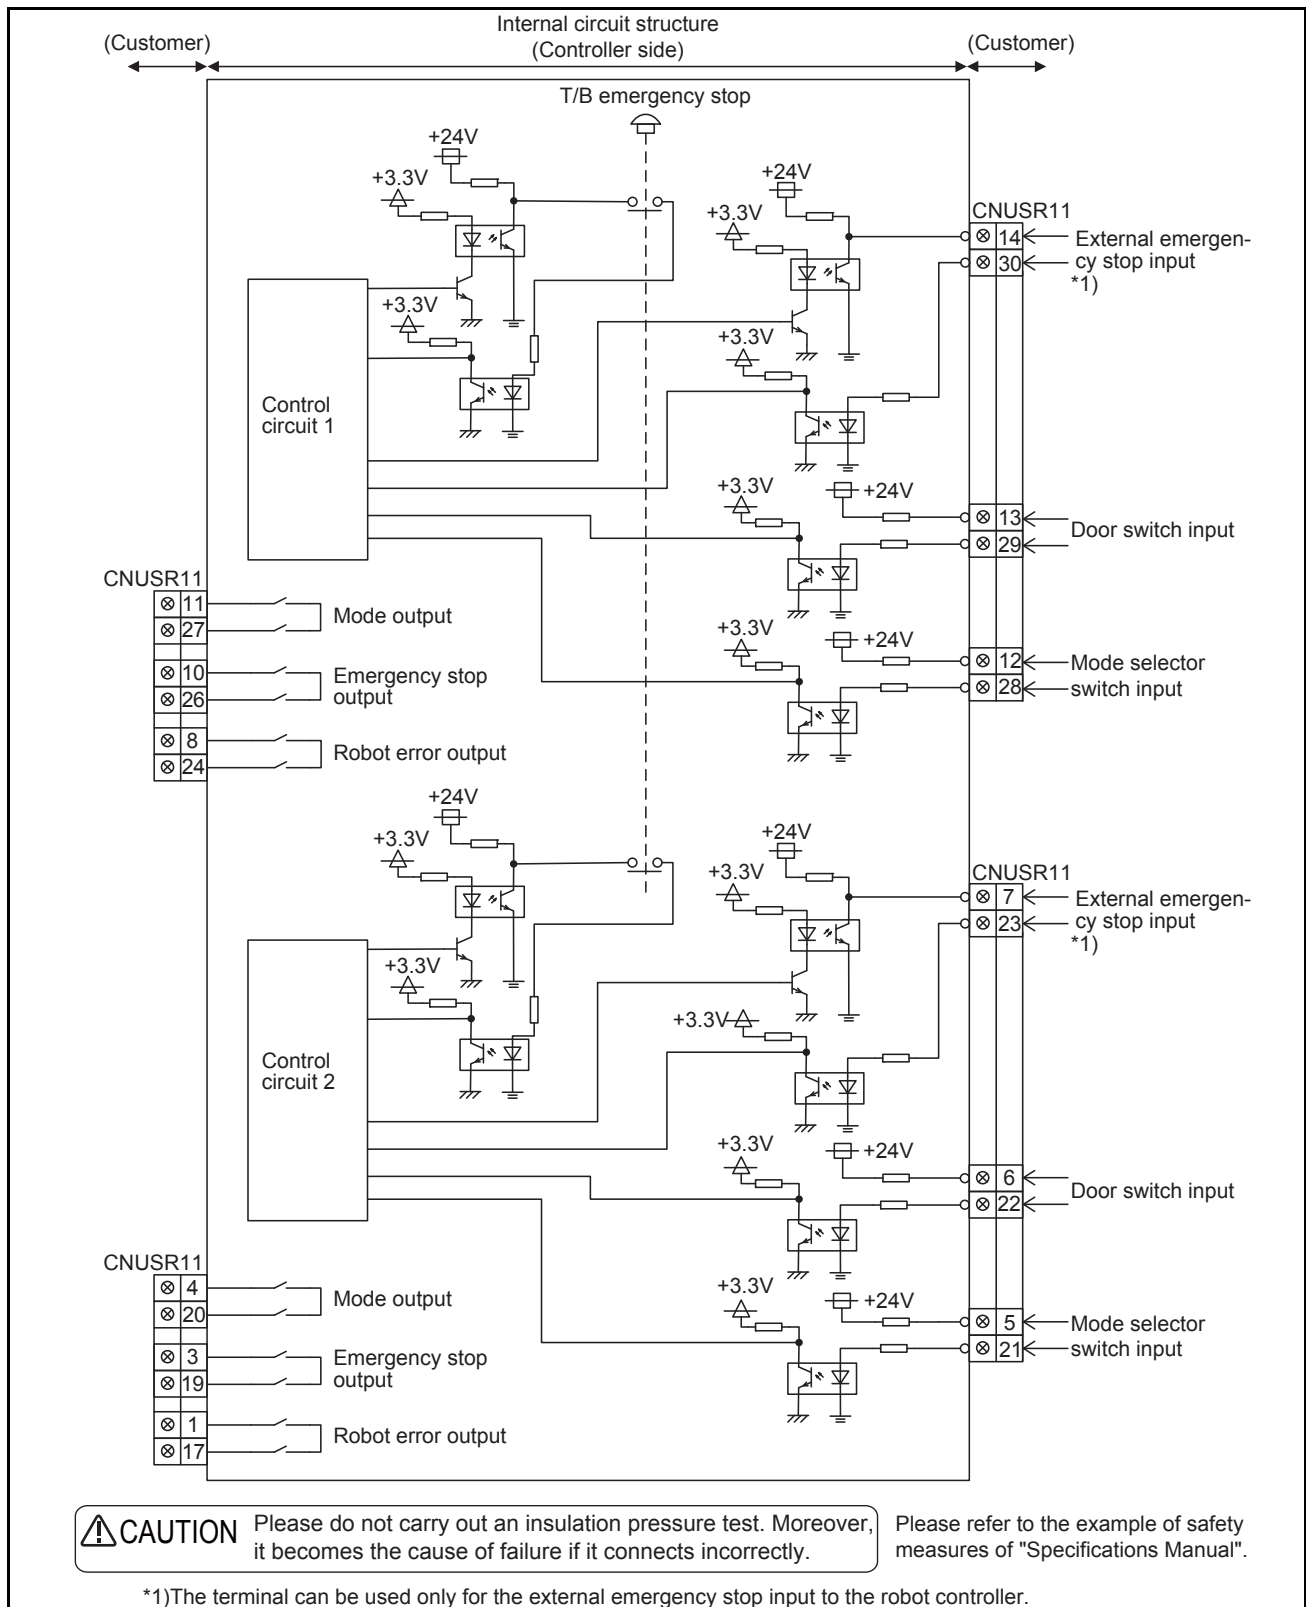 Internal circuit structure
(Controller side)
(Customer)
(Customer)
T/B emergency stop
+24V
+3.3V
+24V
+3.3V
CNUSR11
14
External emergen-
30
cy stop input
*1)
+3.3V
+3.3V
Control
circuit 1
+3.3V
+24V
13
Door switch input
29
CNUSR11
11
Mode output
27
+3.3V
+24V
12
Mode selector
28
switch input
10
Emergency stop
26
output
8
Robot error output
24
+24V
+3.3V
+24V
+3.3V
CNUSR11
7
External emergen-
23
cy stop input
*1)
+3.3V
+3.3V
Control
circuit 2
+3.3V
+24V
6
Door switch input
22
CNUSR11
4
Mode output
20
+3.3V
+24V
5
Mode selector
21
switch input
3
Emergency stop
19
output
1
Robot error output
17
CAUTION
Please do not carry out an insulation pressure test. Moreover,
it becomes the cause of failure if it connects incorrectly.
Please refer to the example of safety
measures of "Specifications Manual".
*1)The terminal can be used only for the external emergency stop input to the robot controller.